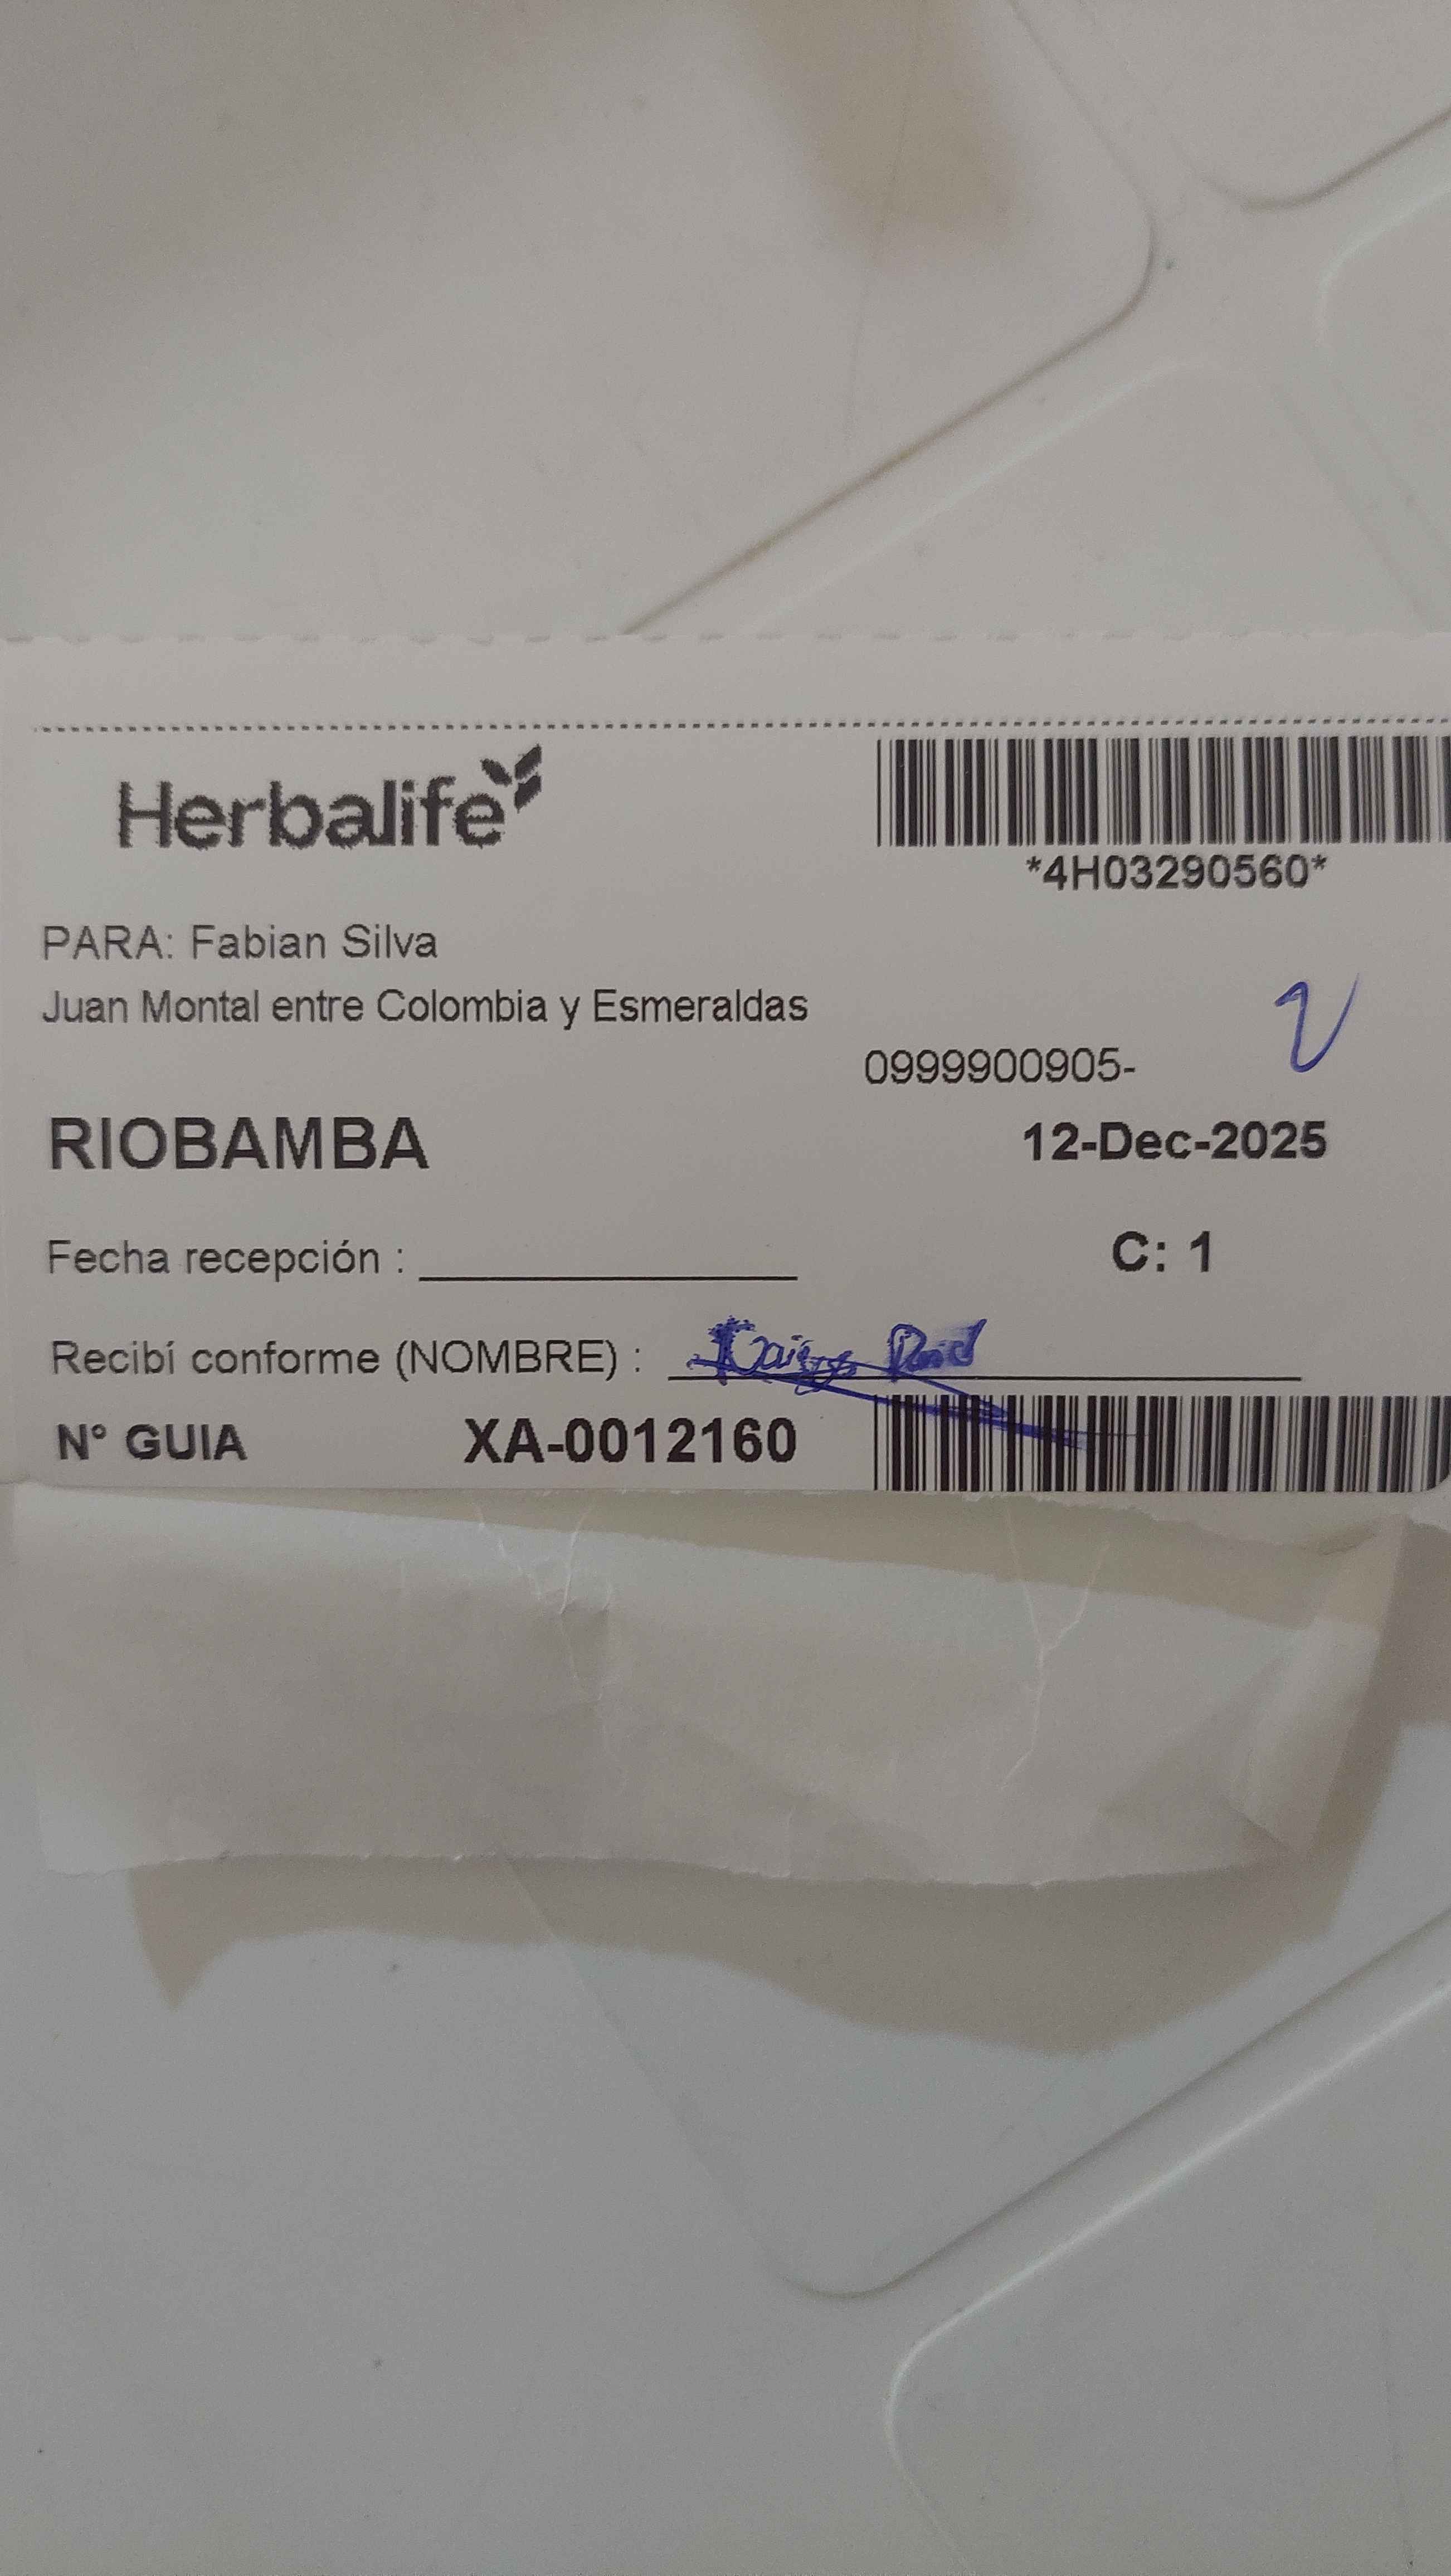 Herbalife
*4H03290560*
PARA: Fabian Silva
Juan Montal entre Colombia y Esmeraldas
0999900905-
RIOBAMBA
12-Dec-2025
Fecha recepción :
C: 1
Recibí conforme (NOMBRE) :
N° GUIA XA-0012160